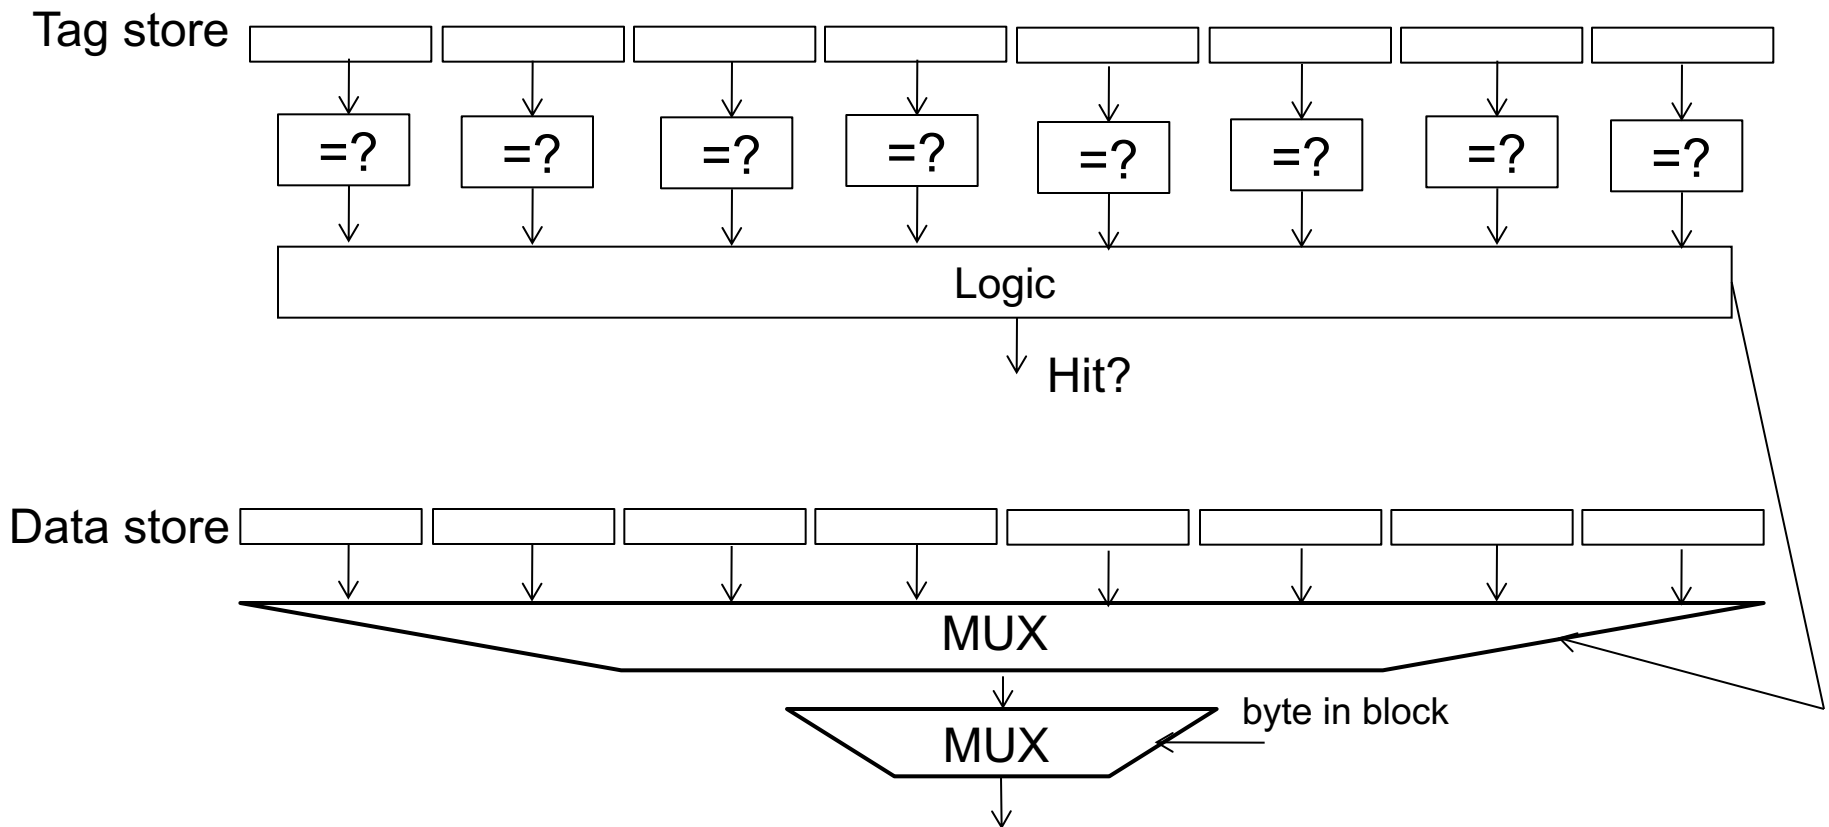 Tag store
=?
=?
=?
=?
=?
=?
=?
=?
Logic
Hit?
Data store
MUX
byte in block
MUX